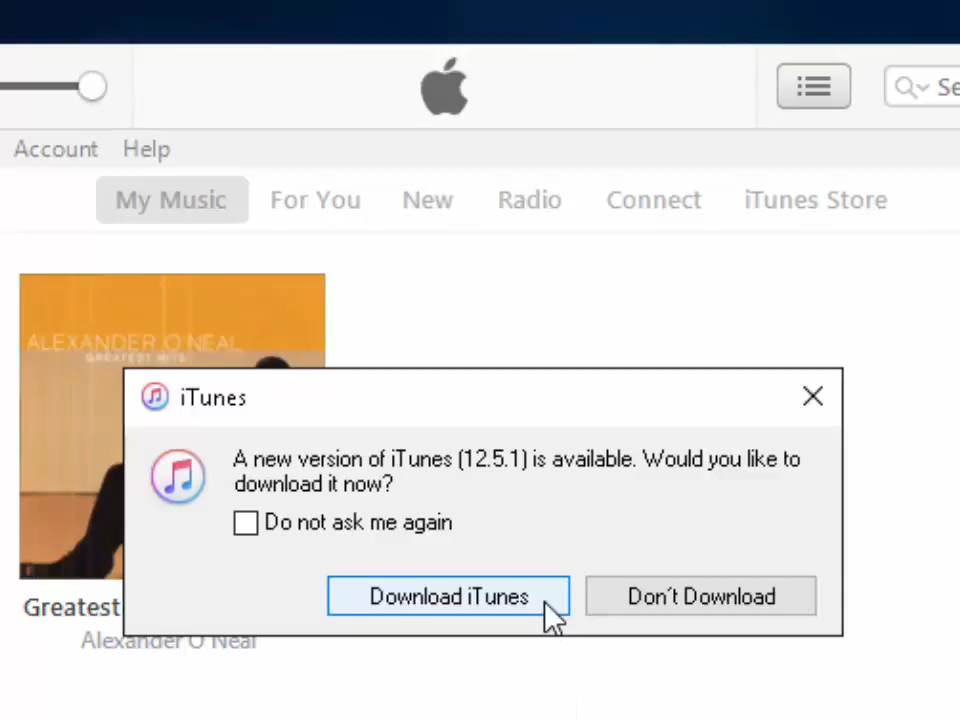 Se
Account Help
My Music For You New Radio Connect iTunes Store
ALEXANDER O'NEAL
GREATEST HITS
iTunes
A new version of iTunes (12.5.1) is available. Would you like to
download it now?
Do not ask me again
Download iTunes Don't Download
Greatest
Alexander O'Neal